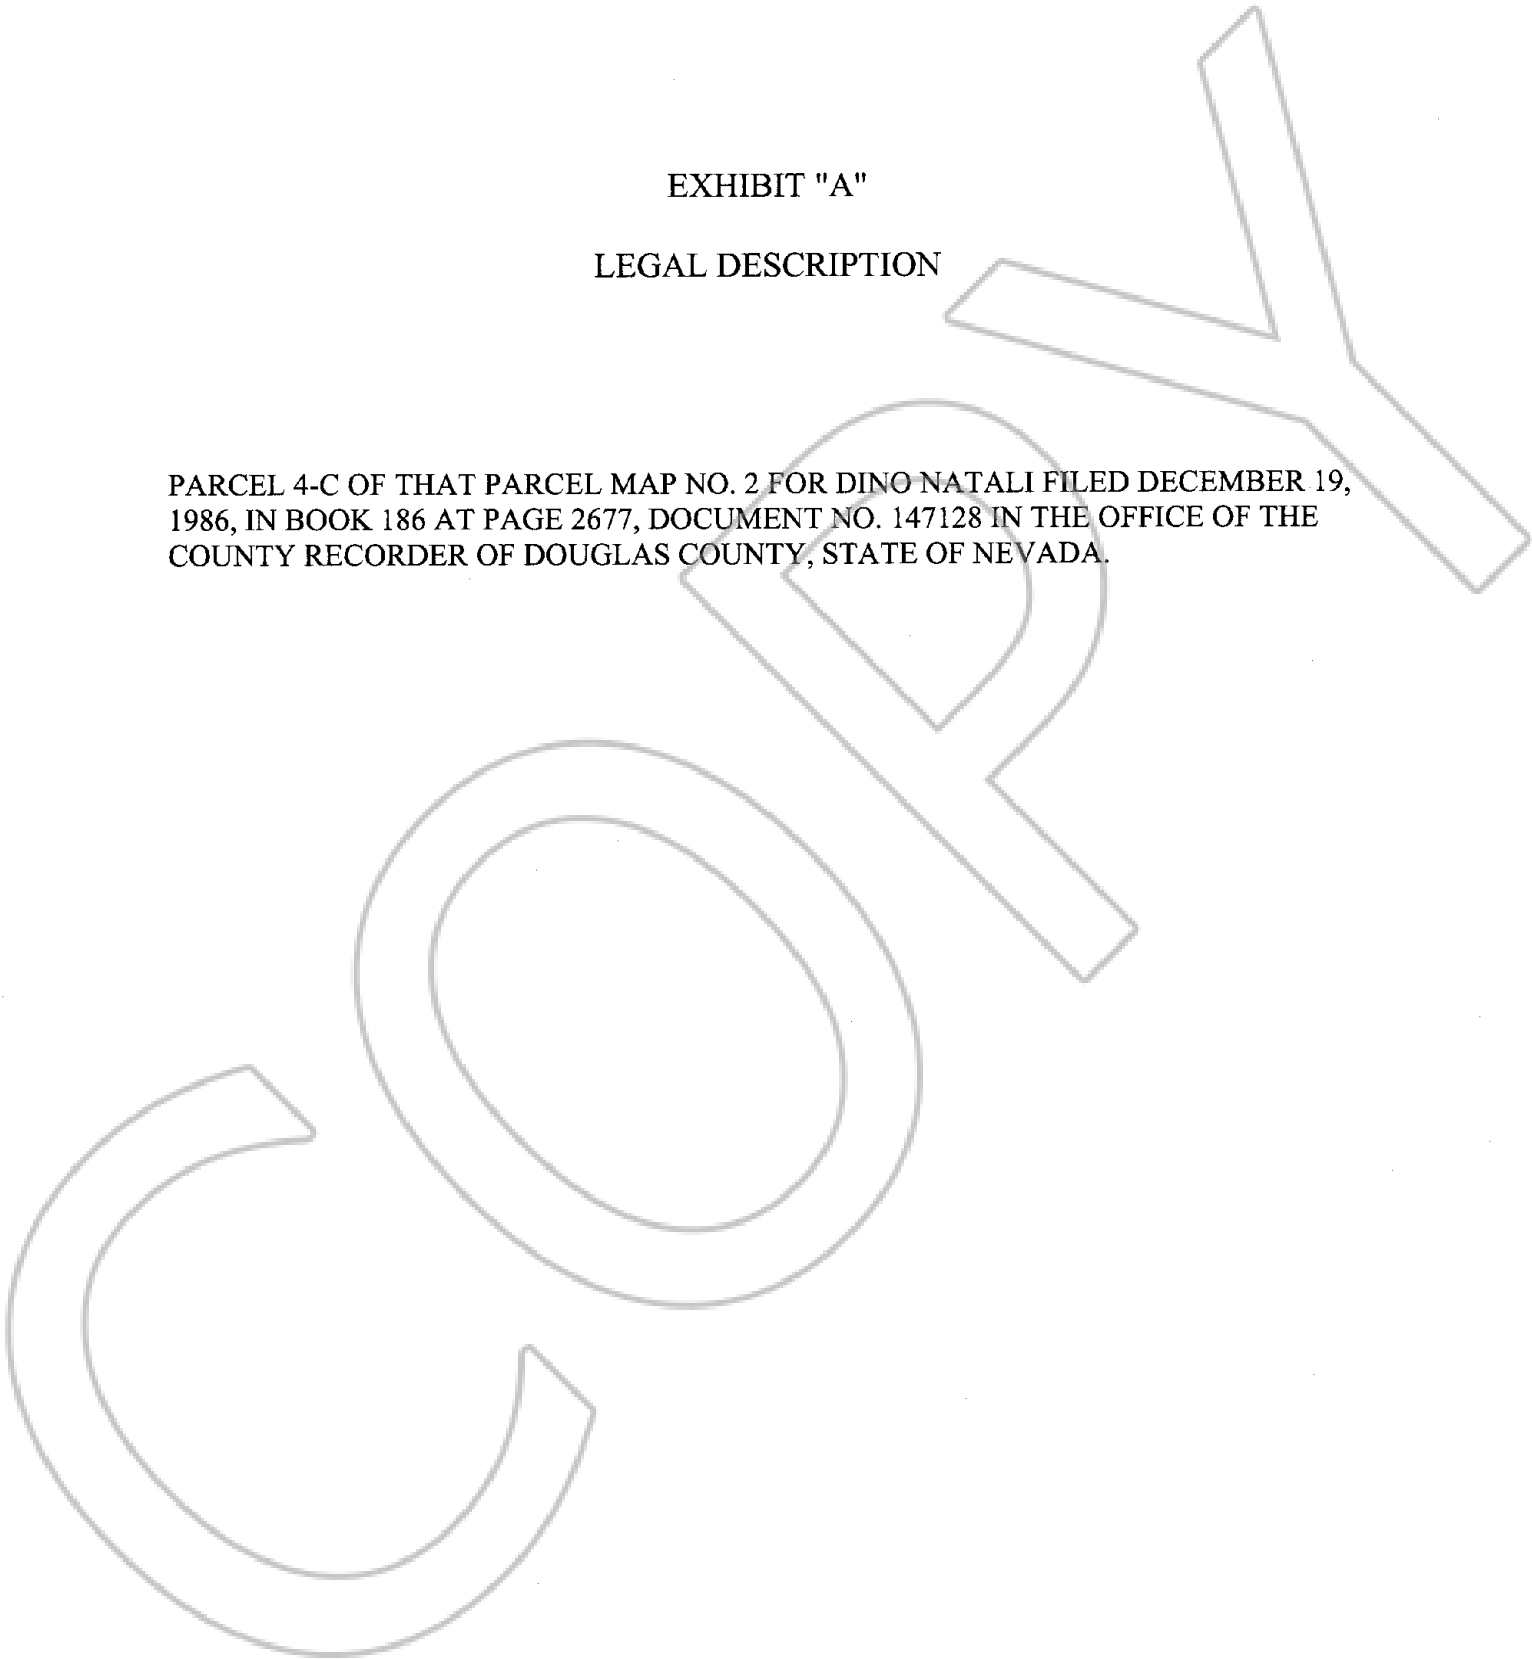 EXHIBIT "A"
LEGAL DESCRIPTION
PARCEL 4-C OF THAT PARCEL MAP NO. 2 FOR DINO NATALI FILED DECEMBER 19,
1986, IN BOOK 186 AT PAGE 2677, DOCUMENT NO. 147128 IN THE OFFICE OF THE
COUNTY RECORDER OF DOUGLAS COUNTY, STATE OF NEVADA.
COPY